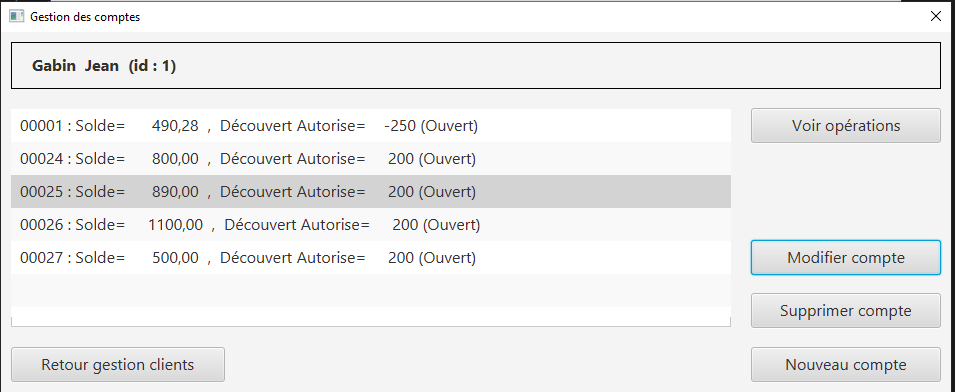 Gestion des comptes
Gabin Jean (id : 1)
00001 : Solde= 490,28 , Découvert Autorise= -250 (Ouvert)
Voir opérations
00024 : Solde= 800,00 , Découvert Autorise= 200 (Ouvert)
00025 : Solde= 890,00 , Découvert Autorise= 200 (Ouvert)
00026 : Solde= 1100,00 , Découvert Autorise= 200 (Ouvert)
00027 : Solde= 500,00 , Découvert Autorise= 200 (Ouvert)
Modifier compte
Supprimer compte
Retour gestion clients
Nouveau compte